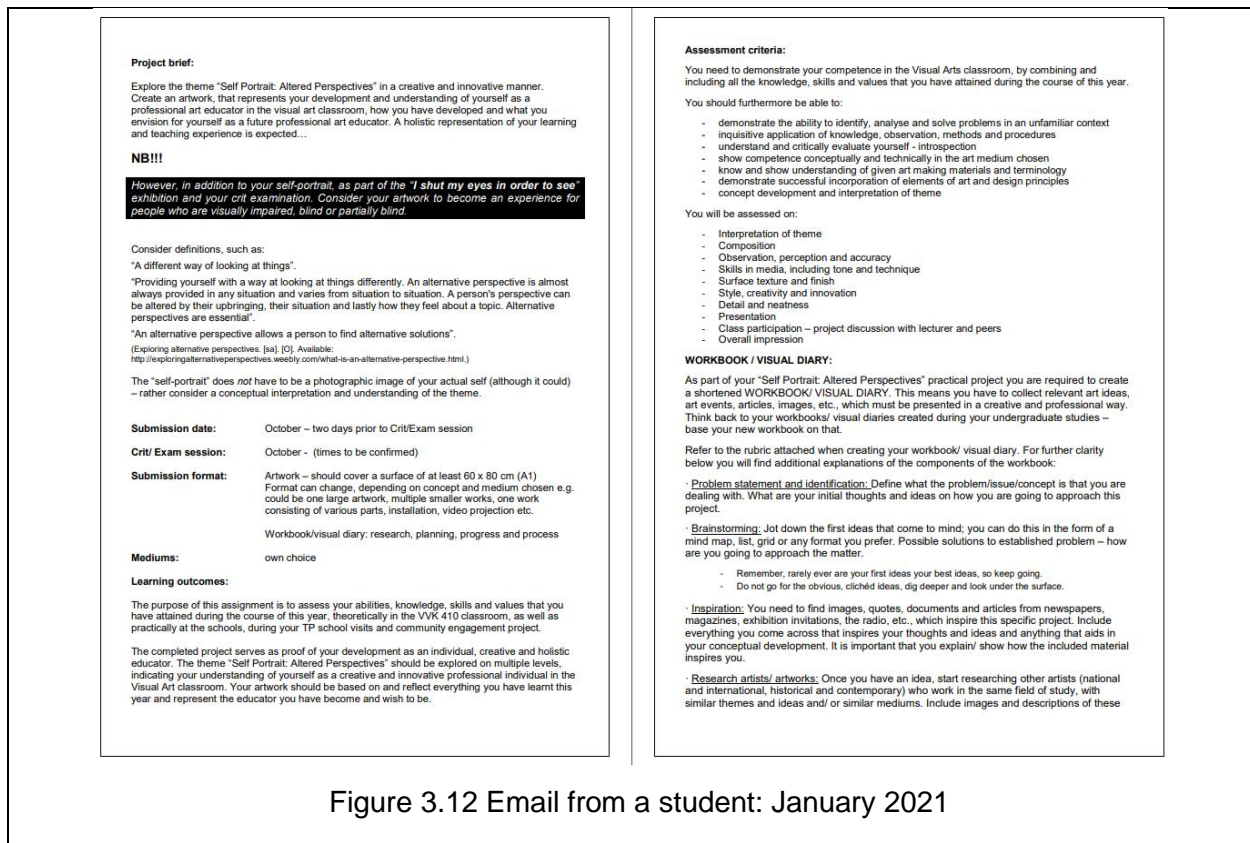 Project brief:
Explore the theme “Self Portrait: Altered Perspectives” in a creative and innovative manner.
Create an artwork, that represents your development and understanding of yourself as a
professional art educator in the visual art classroom, how you have developed and what you
envision for yourself as a future professional art educator. A holistic representation of your learning
and teaching experience is expected…
NB!!!
However, in addition to your self-portrait, as part of the “I shut my eyes in order to see”
exhibition and your crit examination. Consider your artwork to become an experience for
people who are visually impaired, blind or partially blind.
Consider definitions, such as:
“A different way of looking at things”.
“Providing yourself with a way at looking at things differently. An alternative perspective is almost
always provided in any situation and varies from situation to situation. A person's perspective can
be altered by their upbringing, their situation and lastly how they feel about a topic. Alternative
perspectives are essential”.
“An alternative perspective allows a person to find alternative solutions”.
(Exploring alternative perspectives. [sa]. [O]. Available:
http://exploringalternativeperspectives.weebly.com/what-is-an-alternative-perspective.html.)
The “self-portrait” does not have to be a photographic image of your actual self (although it could)
– rather consider a conceptual interpretation and understanding of the theme.
Submission date: October – two days prior to Crit/Exam session
Crit/ Exam session: October - (times to be confirmed)
Submission format: Artwork – should cover a surface of at least 60 x 80 cm (A1)
Format can change, depending on concept and medium chosen e.g.
could be one large artwork, multiple smaller works, one work
consisting of various parts, installation, video projection etc.
Workbook/visual diary: research, planning, progress and process
Mediums: own choice
Learning outcomes:
The purpose of this assignment is to assess your abilities, knowledge, skills and values that you
have attained during the course of this year, theoretically in the VVK 410 classroom, as well as
practically at the schools, during your TP school visits and community engagement project.
The completed project serves as proof of your development as an individual, creative and holistic
educator. The theme “Self Portrait: Altered Perspectives” should be explored on multiple levels,
indicating your understanding of yourself as a creative and innovative professional individual in the
Visual Art classroom. Your artwork should be based on and reflect everything you have learnt this
year and represent the educator you have become and wish to be.
Assessment criteria:
You need to demonstrate your competence in the Visual Arts classroom, by combining and
including all the knowledge, skills and values that you have attained during the course of this year.
You should furthermore be able to:
- demonstrate the ability to identify, analyse and solve problems in an unfamiliar context
- inquisitive application of knowledge, observation, methods and procedures
- understand and critically evaluate yourself - introspection
- show competence conceptually and technically in the art medium chosen
- know and show understanding of given art making materials and terminology
- demonstrate successful incorporation of elements of art and design principles
- concept development and interpretation of theme
You will be assessed on:
- Interpretation of theme
- Composition
- Observation, perception and accuracy
- Skills in media, including tone and technique
- Surface texture and finish
- Style, creativity and innovation
- Detail and neatness
- Presentation
- Class participation – project discussion with lecturer and peers
- Overall impression
WORKBOOK / VISUAL DIARY:
As part of your “Self Portrait: Altered Perspectives” practical project you are required to create
a shortened WORKBOOK/ VISUAL DIARY. This means you have to collect relevant art ideas,
art events, articles, images, etc., which must be presented in a creative and professional way.
Think back to your workbooks/ visual diaries created during your undergraduate studies –
base your new workbook on that.
Refer to the rubric attached when creating your workbook/ visual diary. For further clarity
below you will find additional explanations of the components of the workbook:
· Problem statement and identification: Define what the problem/issue/concept is that you are
dealing with. What are your initial thoughts and ideas on how you are going to approach this
project.
· Brainstorming: Jot down the first ideas that come to mind; you can do this in the form of a
mind map, list, grid or any format you prefer. Possible solutions to established problem – how
are you going to approach the matter.
- Remember, rarely ever are your first ideas your best ideas, so keep going.
- Do not go for the obvious, clichéd ideas, dig deeper and look under the surface.
· Inspiration: You need to find images, quotes, documents and articles from newspapers,
magazines, exhibition invitations, the radio, etc., which inspire this specific project. Include
everything you come across that inspires your thoughts and ideas and anything that aids in
your conceptual development. It is important that you explain/ show how the included material
inspires you.
· Research artists/ artworks: Once you have an idea, start researching other artists (national
and international, historical and contemporary) who work in the same field of study, with
similar themes and ideas and/ or similar mediums. Include images and descriptions of these
Figure 3.12 Email from a student: January 2021